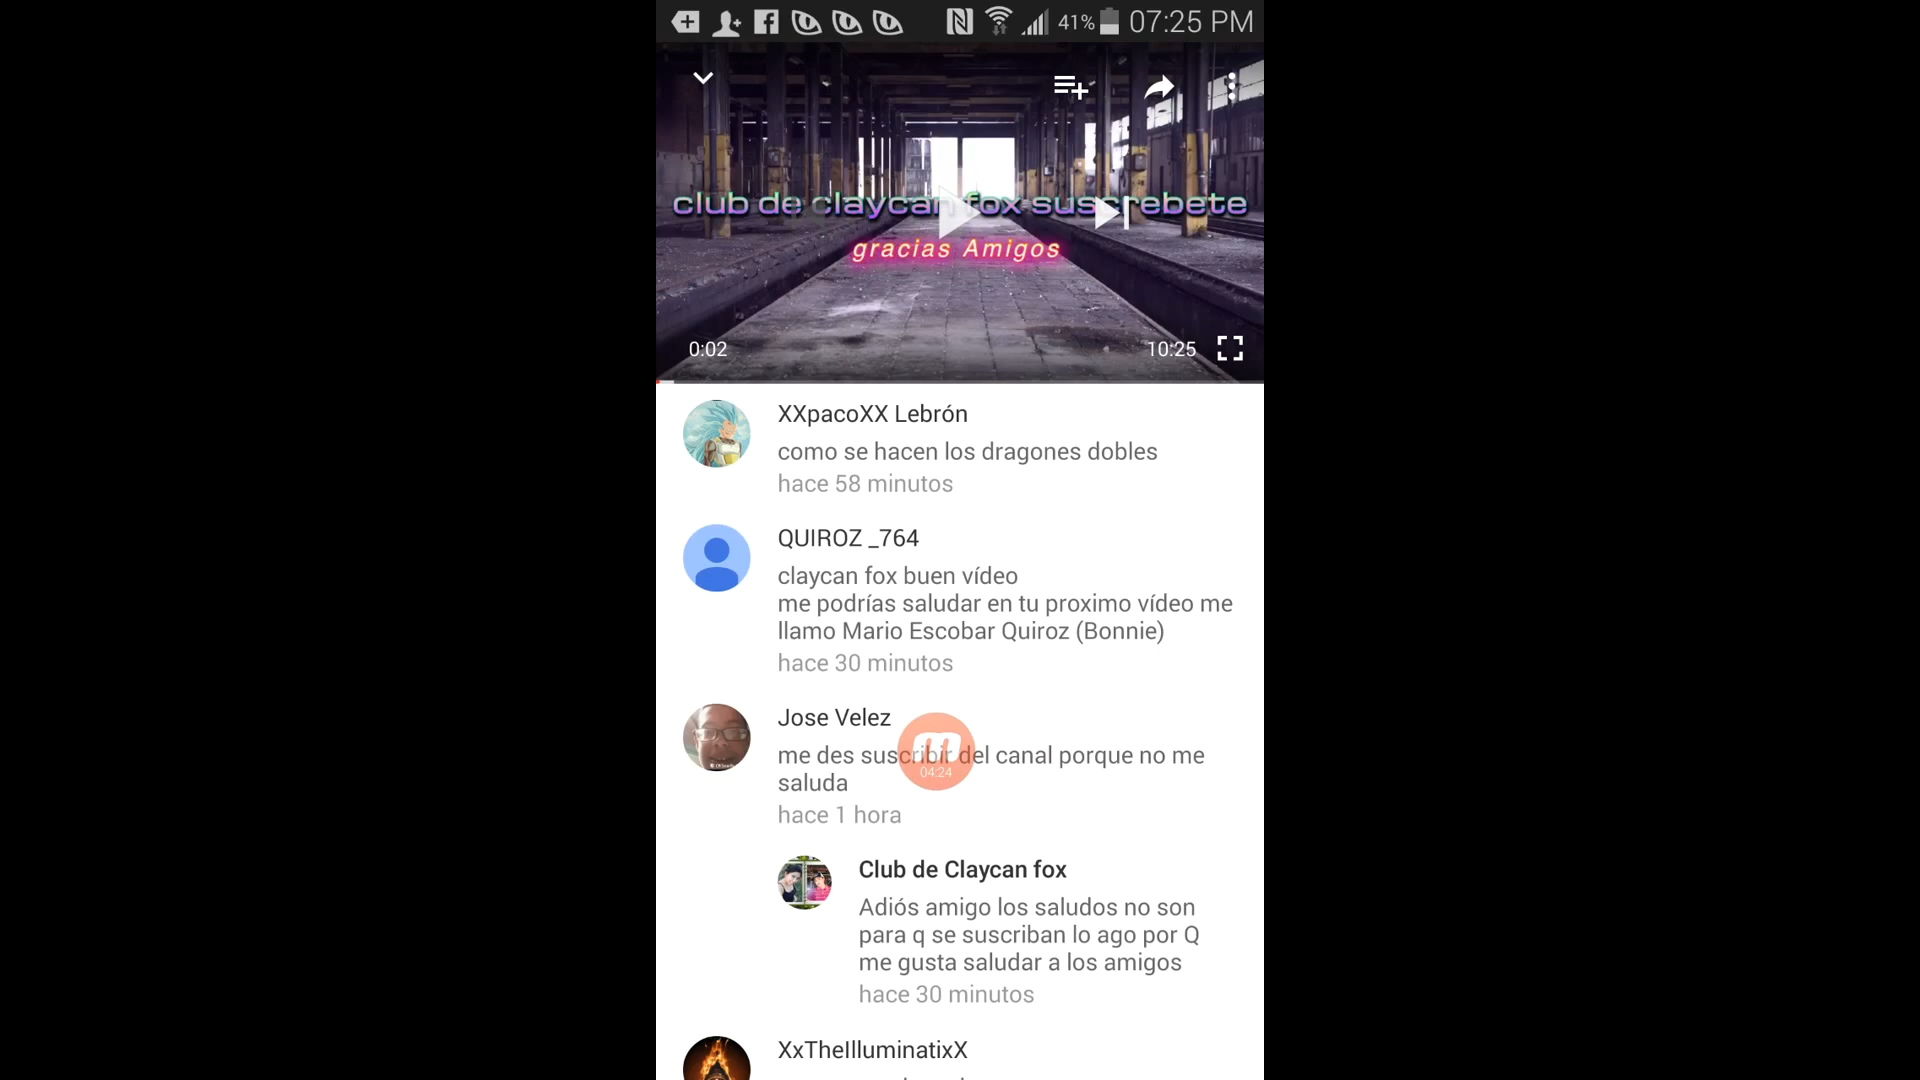 41% 07:25 PM
club de claycan fox suscrebete
gracias Amigos
0:02 10:25
XXpacoXX Lebrón
como se hacen los dragones dobles
hace 58 minutos
QUIROZ _764
claycan fox buen vídeo
me podrías saludar en tu proximo vídeo me
llamo Mario Escobar Quiroz (Bonnie)
hace 30 minutos
Jose Velez
me des suscribir del canal porque no me
04:24
saluda
hace 1 hora
Club de Claycan fox
Adiós amigo los saludos no son
para q se suscriban lo ago por Q
me gusta saludar a los amigos
hace 30 minutos
XxTheIlluminatixX